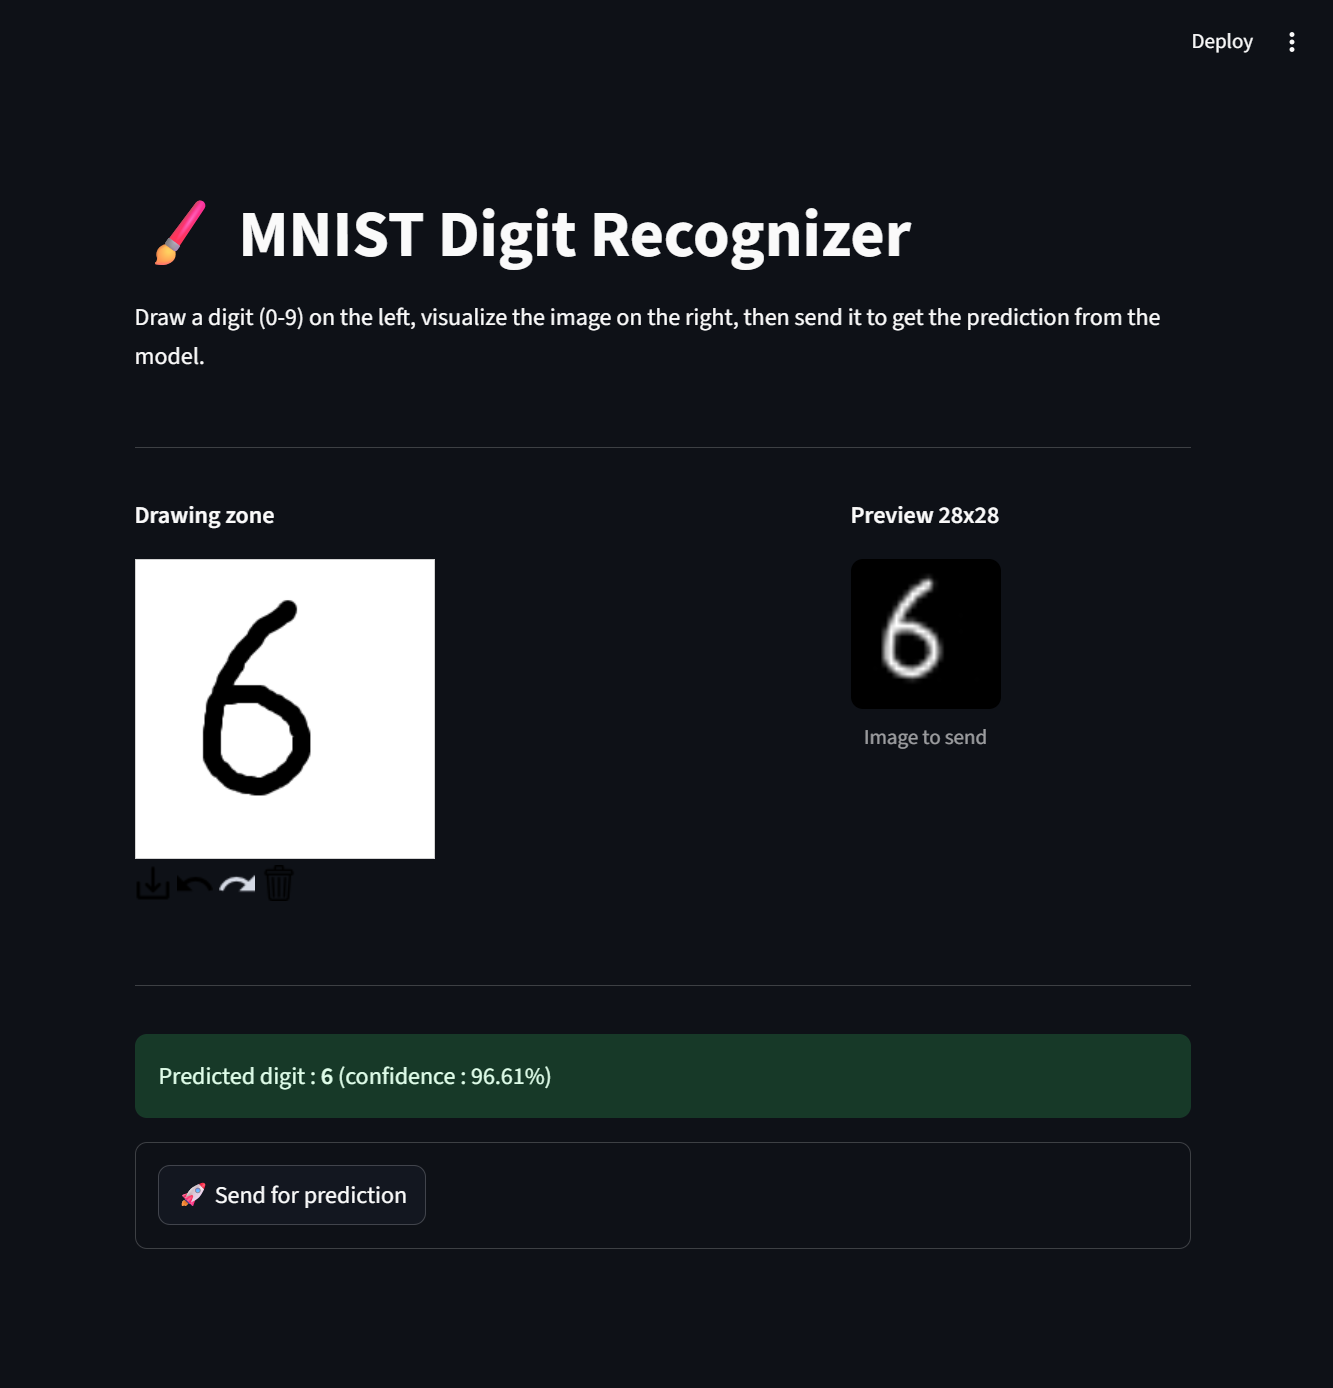 Deploy
MNIST Digit Recognizer
Draw a digit (0-9) on the left, visualize the image on the right, then send it to get the prediction from the
model.
Drawing zone
Preview 28x28
6
6
Image to send
Predicted digit : 6 (confidence : 96.61%)
Send for prediction